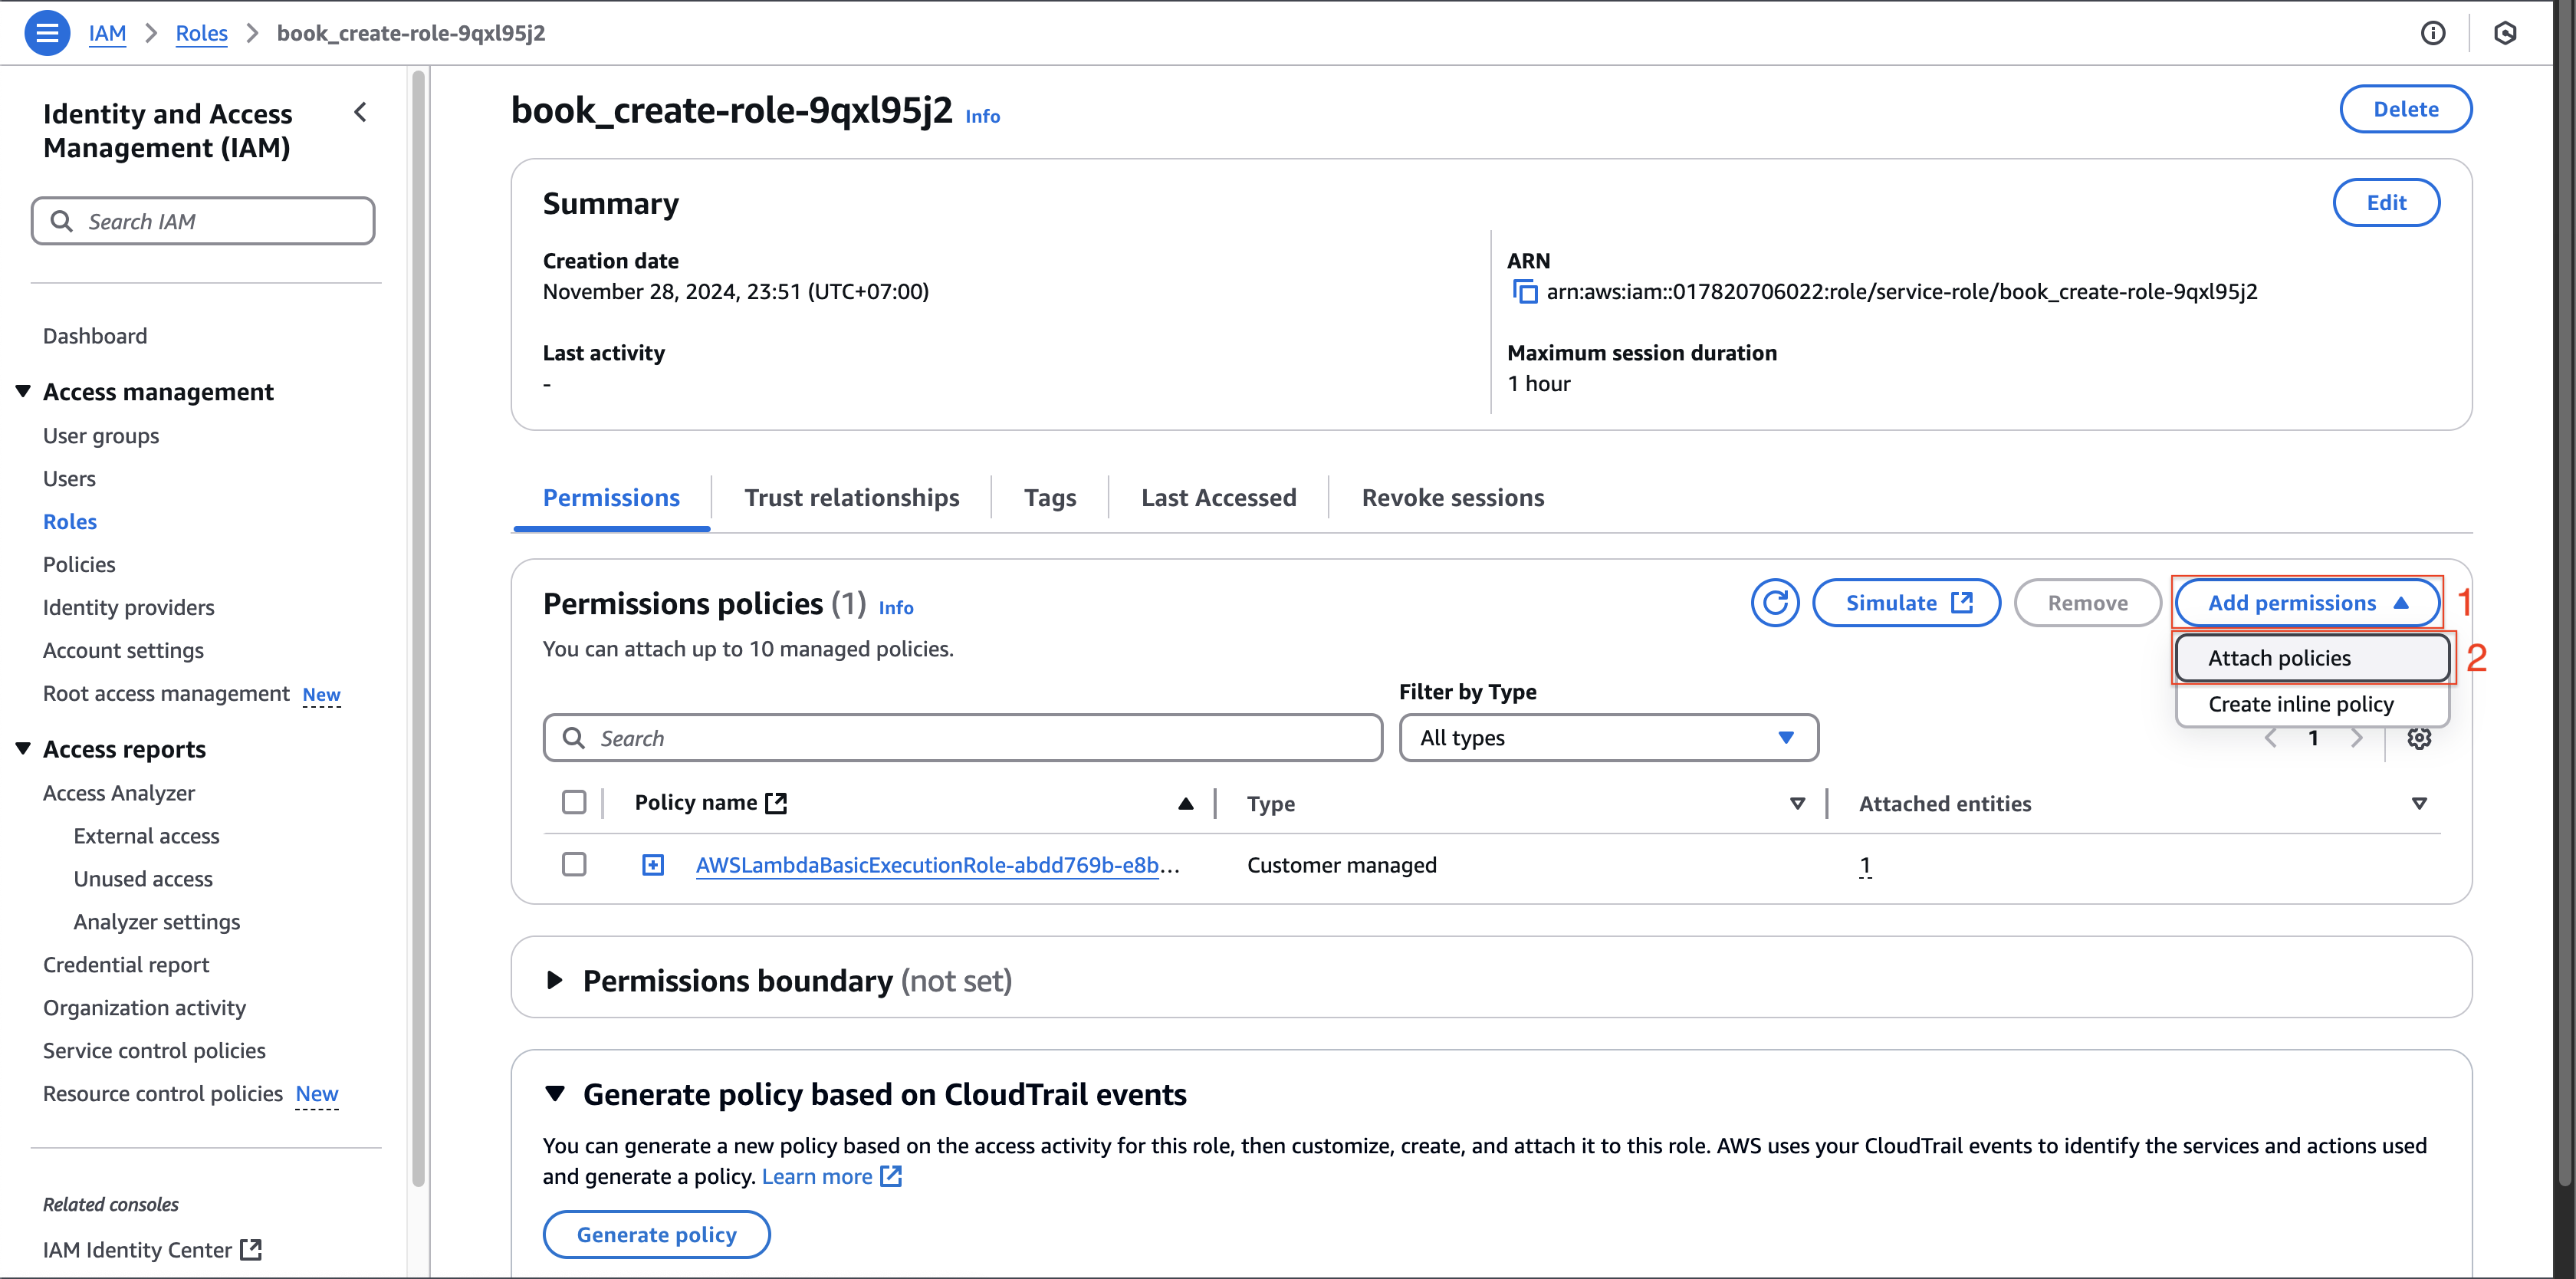 IAM > Roles > book_create-role-9qxl95j2
Identity and Access
Management (IAM)
Search IAM
Dashboard
Access management
User groups
Users
Roles
Policies
Identity providers
Account settings
Root access management New
Access reports
Access Analyzer
External access
Unused access
Analyzer settings
Credential report
Organization activity
Service control policies
Resource control policies New
Related consoles
IAM Identity Center
book_create-role-9qxl95j2 Info
Delete
Summary
Edit
Creation date
November 28, 2024, 23:51 (UTC+07:00)
ARN
arn:aws:iam::017820706022:role/service-role/book_create-role-9qxl95j2
Last activity
-
Maximum session duration
1 hour
Permissions
Trust relationships
Tags
Last Accessed
Revoke sessions
Permissions policies (1) Info
Simulate
Remove
Add permissions
1
You can attach up to 10 managed policies.
Attach policies
2
Create inline policy
Filter by Type
Search
All types
1
Policy name
Type
Attached entities
AWSLambdaBasicExecutionRole-abdd769b-e8b...
Customer managed
1
Permissions boundary (not set)
Generate policy based on CloudTrail events
You can generate a new policy based on the access activity for this role, then customize, create, and attach it to this role. AWS uses your CloudTrail events to identify the services and actions used
and generate a policy. Learn more
Generate policy